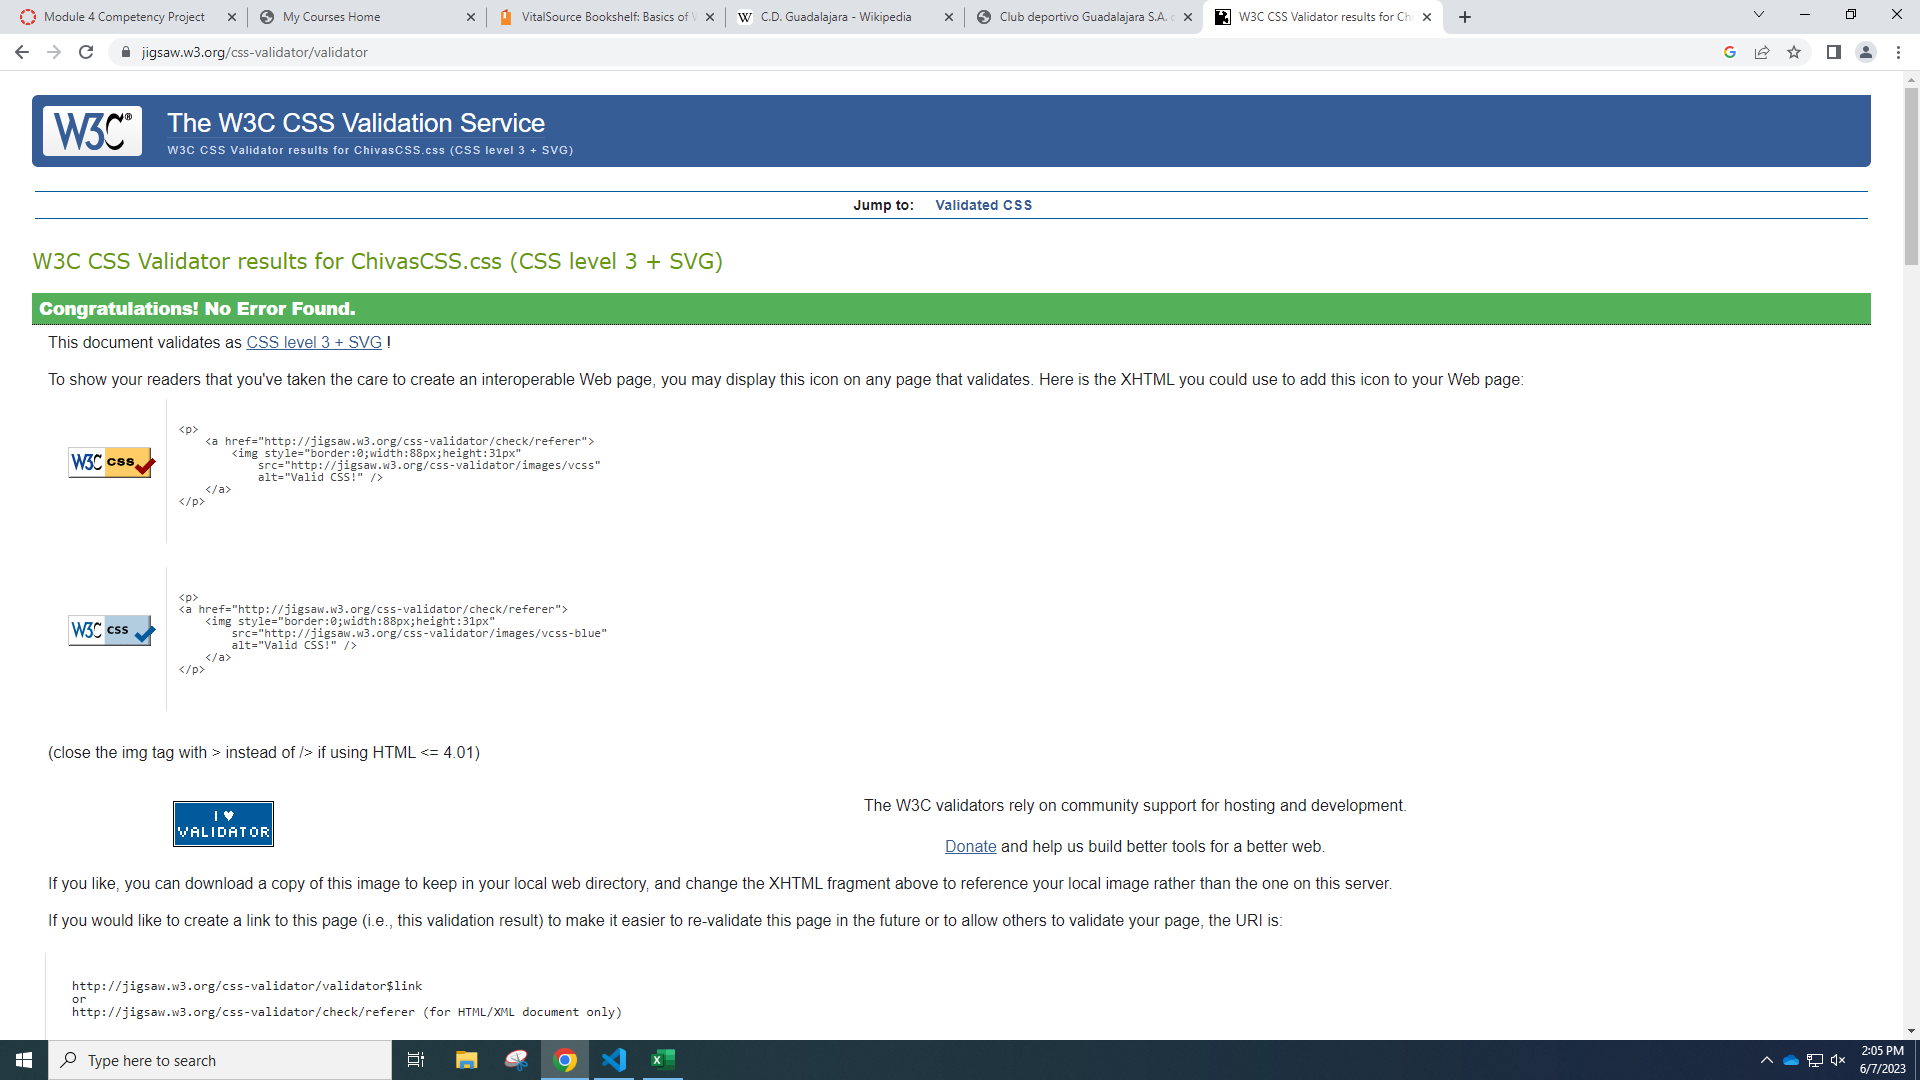 Module 4 Competency Project
My Courses Home
VitalSource Bookshelf: Basics of
C.D. Guadalajara - Wikipedia
Club deportivo Guadalajara S.A.
W3C CSS Validator results for Ch
jigsaw.w3.org/css-validator/validator
W3C®
The W3C CSS Validation Service
W3C CSS Validator results for ChivasCSS.css (CSS level 3 + SVG)
Jump to: Validated CSS
W3C CSS Validator results for ChivasCSS.css (CSS level 3 + SVG)
Congratulations! No Error Found.
This document validates as CSS level 3 + SVG !
To show your readers that you've taken the care to create an interoperable Web page, you may display this icon on any page that validates. Here is the XHTML you could use to add this icon to your Web page:
W3C css
<p>
<a href="http://jigsaw.w3.org/css-validator/check/referer">
<img style="border:0;width:88px;height:31px"
src="http://jigsaw.w3.org/css-validator/images/vcss"
alt="Valid CSS!" />
</a>
</p>
W3C css
<p>
<a href="http://jigsaw.w3.org/css-validator/check/referer">
<img style="border:0;width:88px;height:31px"
src="http://jigsaw.w3.org/css-validator/images/vcss-blue"
alt="Valid CSS!" />
</a>
</p>
(close the img tag with > instead of /> if using HTML <= 4.01)
I ♥
VALIDATOR
The W3C validators rely on community support for hosting and development.
Donate and help us build better tools for a better web.
If you like, you can download a copy of this image to keep in your local web directory, and change the XHTML fragment above to reference your local image rather than the one on this server.
If you would like to create a link to this page (i.e., this validation result) to make it easier to re-validate this page in the future or to allow others to validate your page, the URI is:
http://jigsaw.w3.org/css-validator/validator$link
or
http://jigsaw.w3.org/css-validator/check/referer (for HTML/XML document only)
Type here to search
2:05 PM
6/7/2023